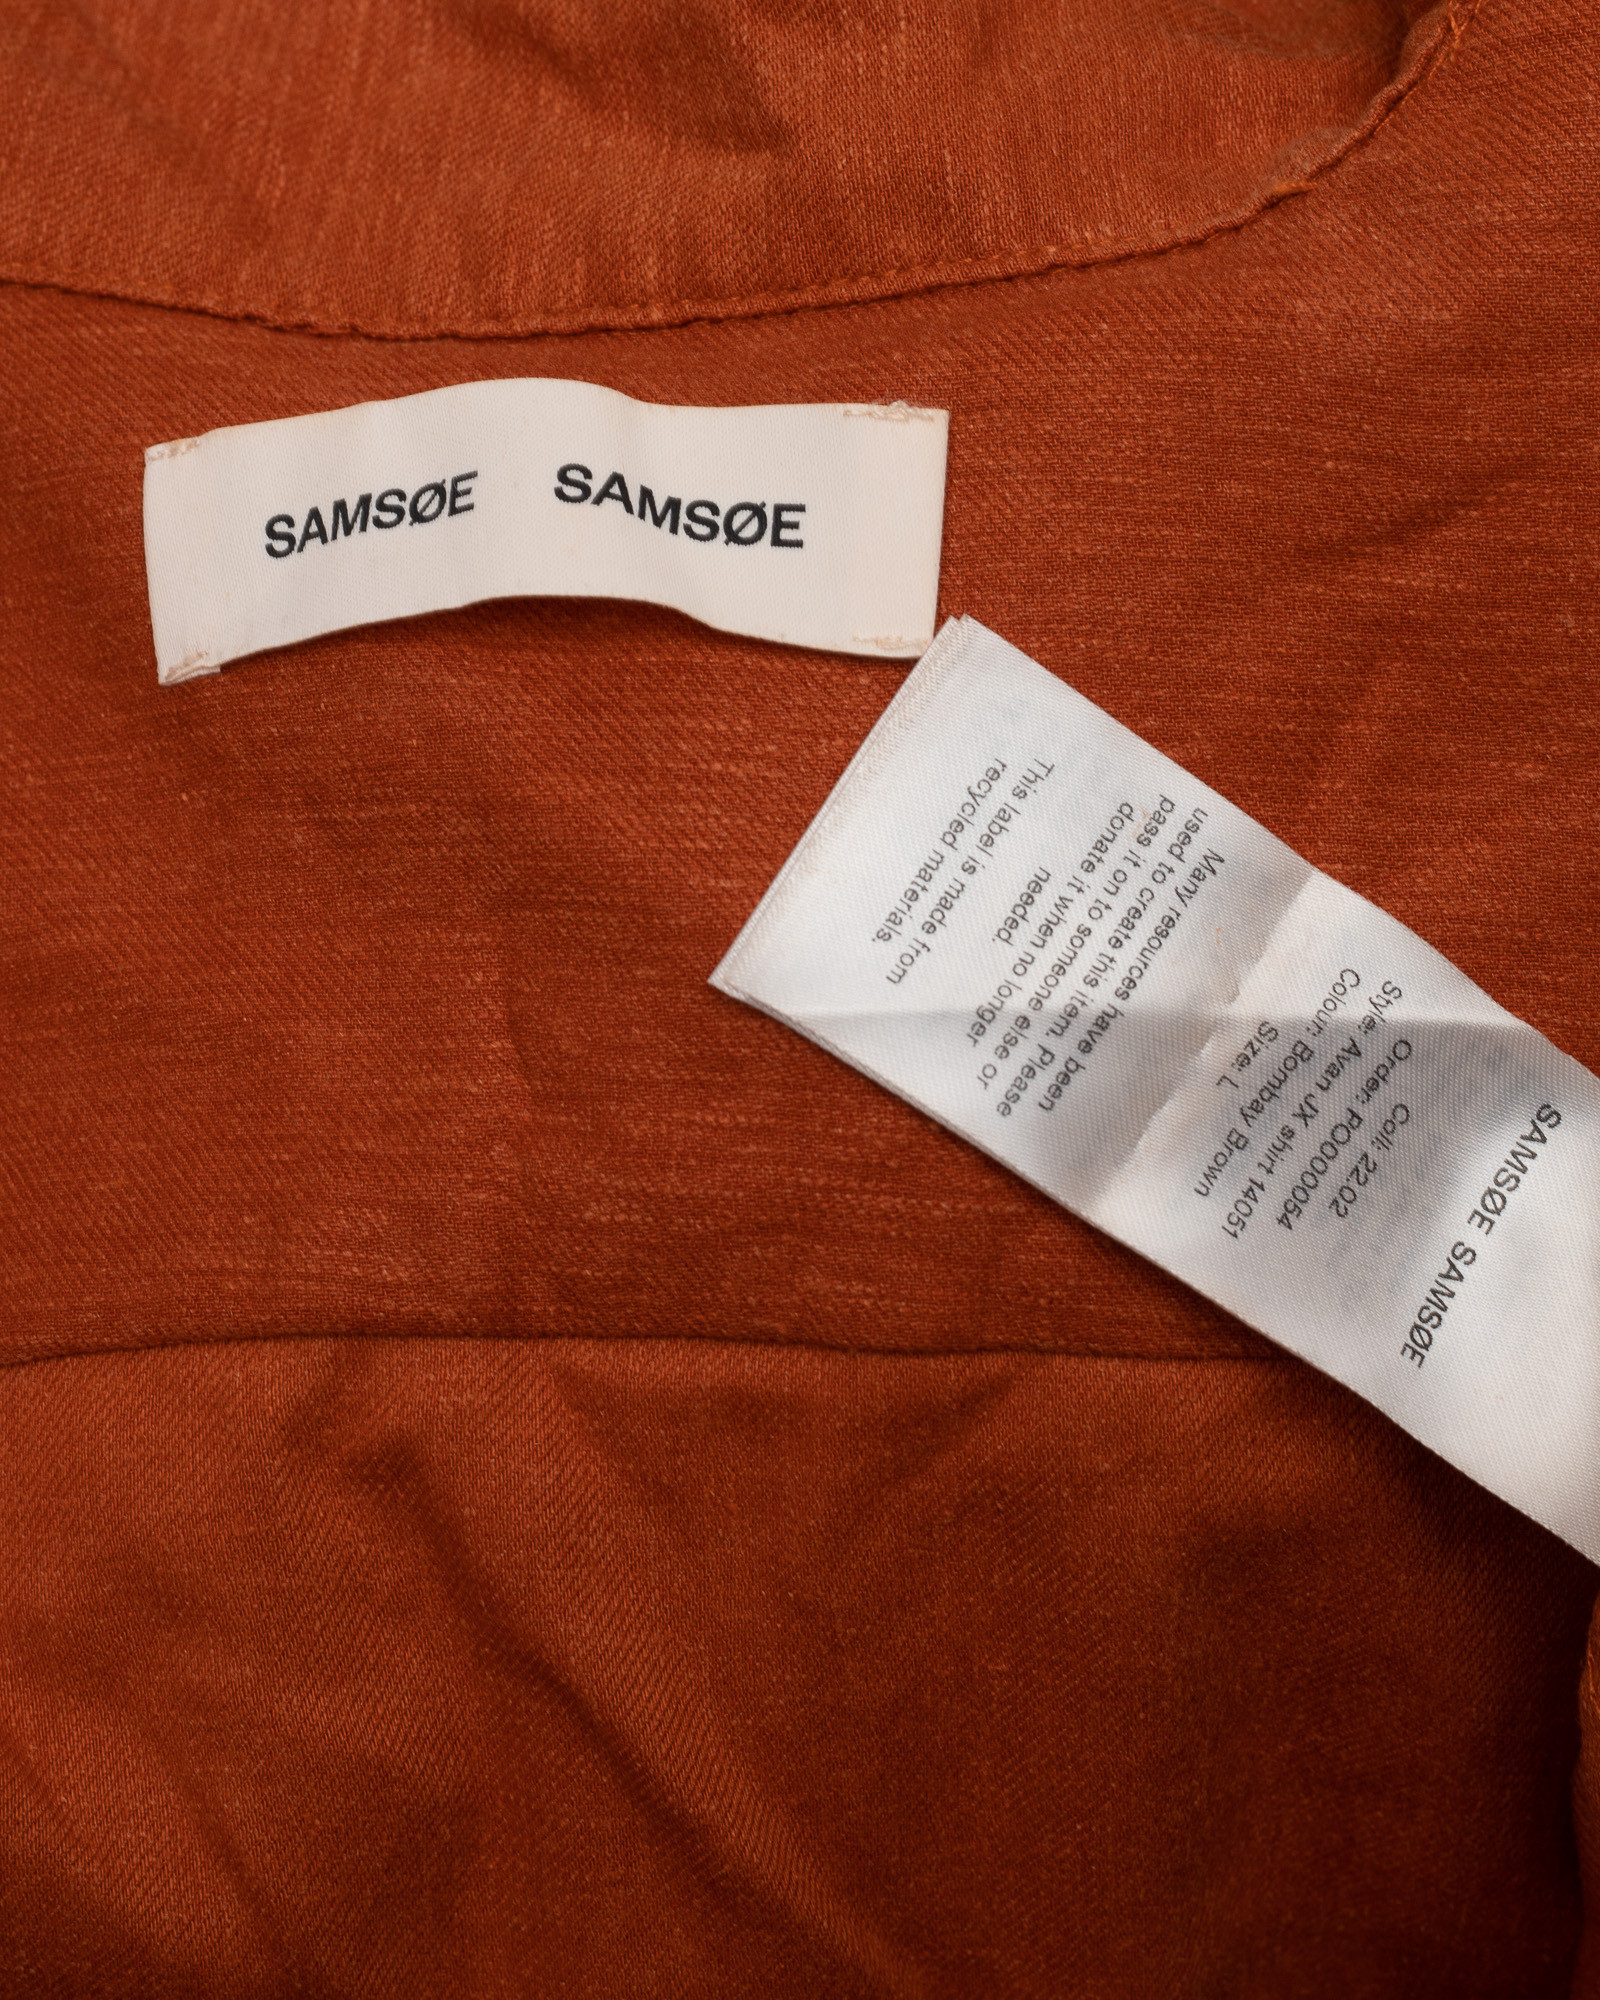 SAMSØE SAMSØE
SAMSØE SAMSØE
Coll: 22.02
Order: PO000054
Style: Avan JX shirt 14051
Colour: Bombay Brown
Size: L
Many resources have been
used to create this item. Please
pass it on to someone else or
donate it when no longer
needed.
This label is made from
recycled materials.